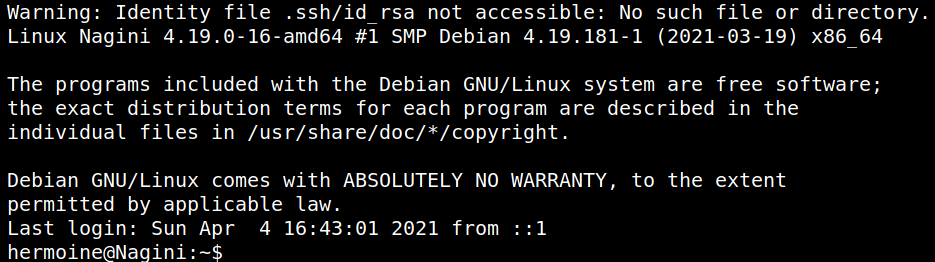 Warning: Identity file .ssh/id_rsa not accessible: No such file or directory.
Linux Nagini 4.19.0-16-amd64 #1 SMP Debian 4.19.181-1 (2021-03-19) x86_64
The programs included with the Debian GNU/Linux system are free software;
the exact distribution terms for each program are described in the
individual files in /usr/share/doc/*/copyright.
Debian GNU/Linux comes with ABSOLUTELY NO WARRANTY, to the extent
permitted by applicable law.
Last login: Sun Apr  4 16:43:01 2021 from ::1
hermoine@Nagini:~$